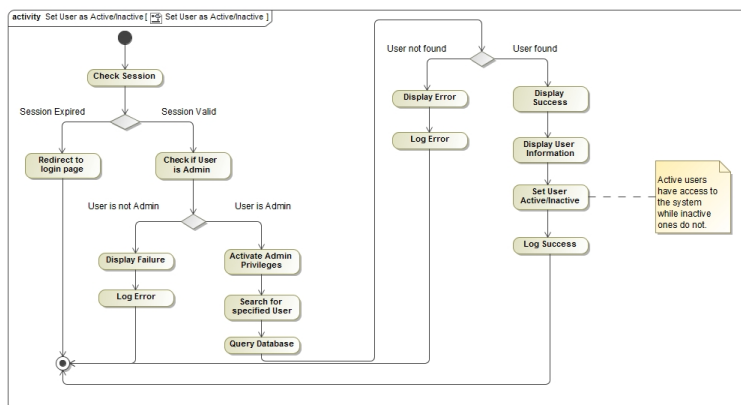 activity Set User as Active/Inactive [ Set User as Active/Inactive ]
Check Session
Session Expired
Session Valid
Redirect to
login page
Check if User
is Admin
User is not Admin
User is Admin
Display Failure
Log Error
Activate Admin
Privileges
Search for
specified User
Query Database
User not found
User found
Display Error
Log Error
Display
Success
Display User
Information
Set User
Active/Inactive
Log Success
Active users
have access to
the system
while inactive
ones do not.